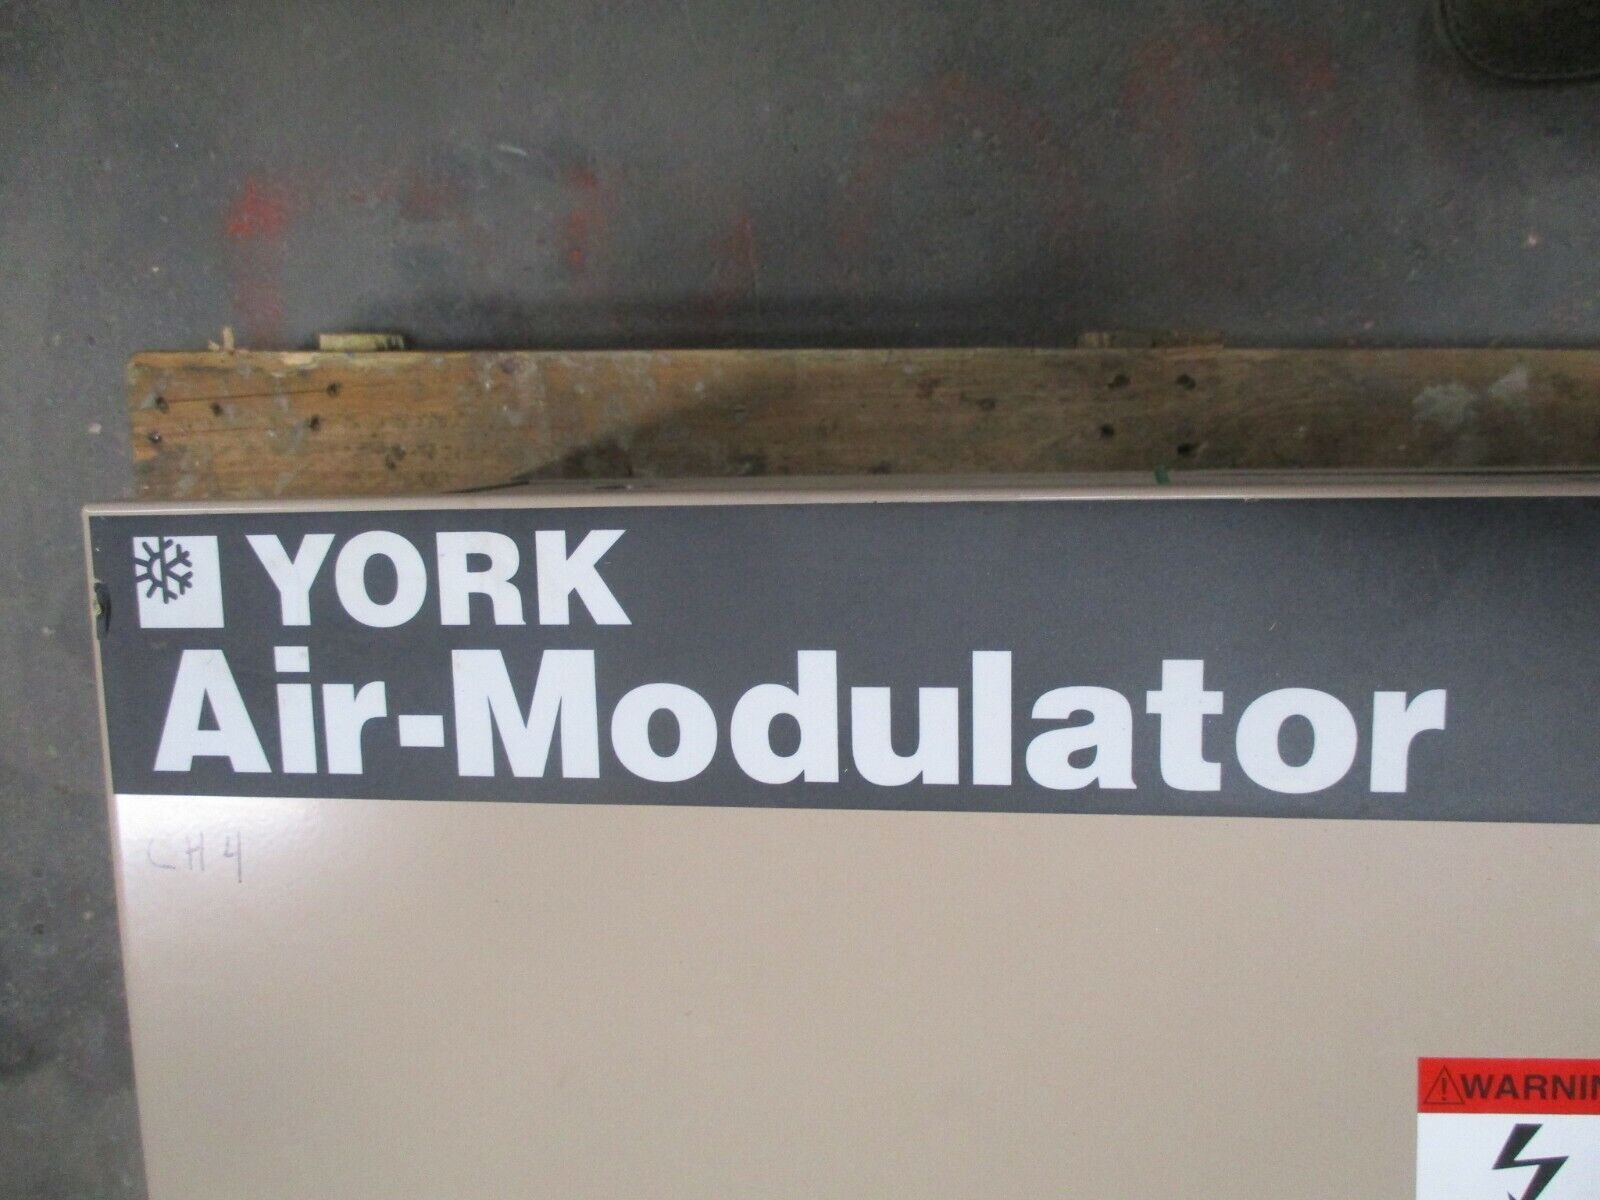 YORK
Air-Modulator
CH4
WARNIN